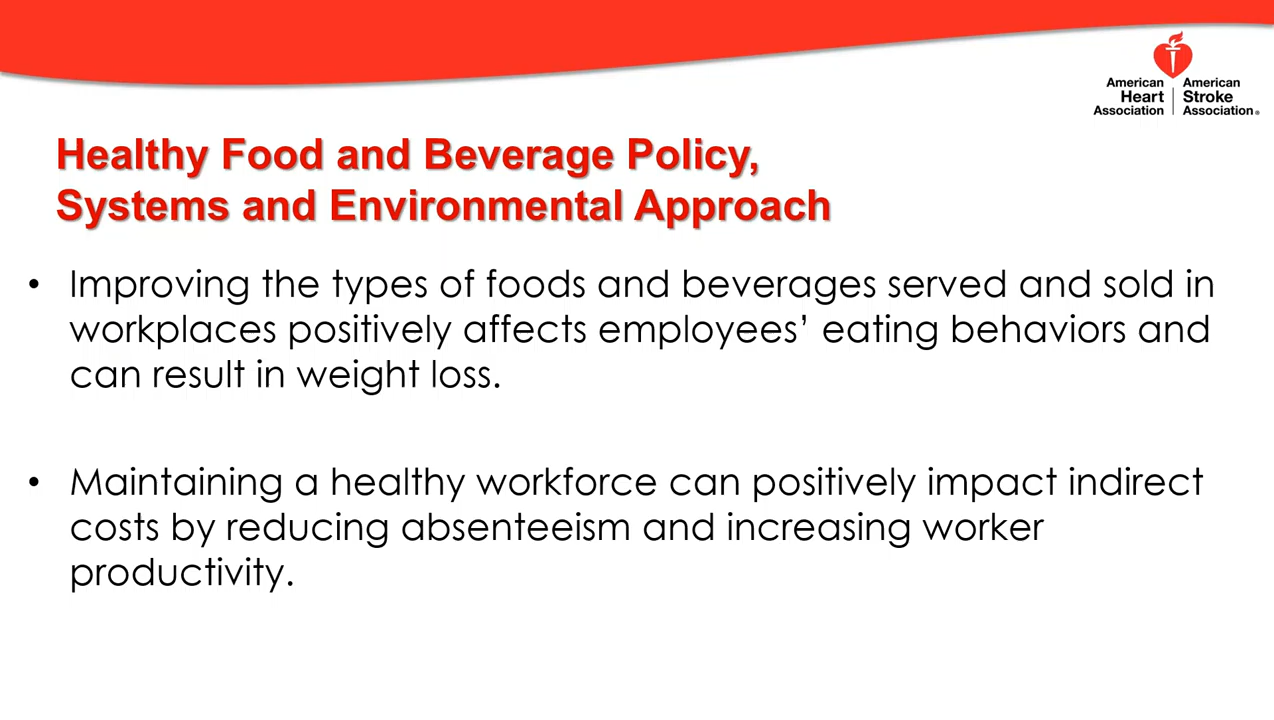 American
Heart
Association
American
Stroke
Association®
Healthy Food and Beverage Policy,
Systems and Environmental Approach
• Improving the types of foods and beverages served and sold in
workplaces positively affects employees’ eating behaviors and
can result in weight loss.
• Maintaining a healthy workforce can positively impact indirect
costs by reducing absenteeism and increasing worker
productivity.